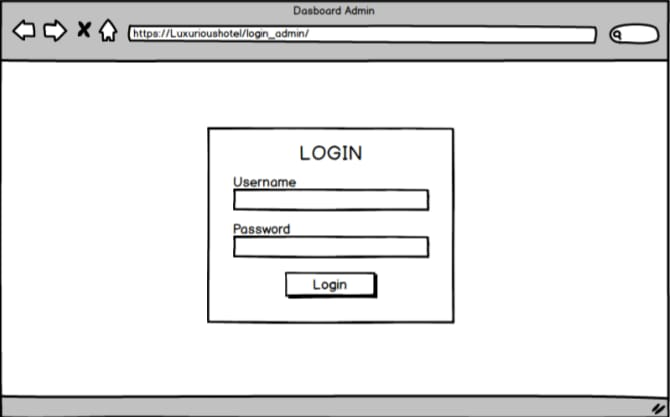 Dasboard Admin
https://Luxurioushotel/login_admin/
LOGIN
Username
Password
Login